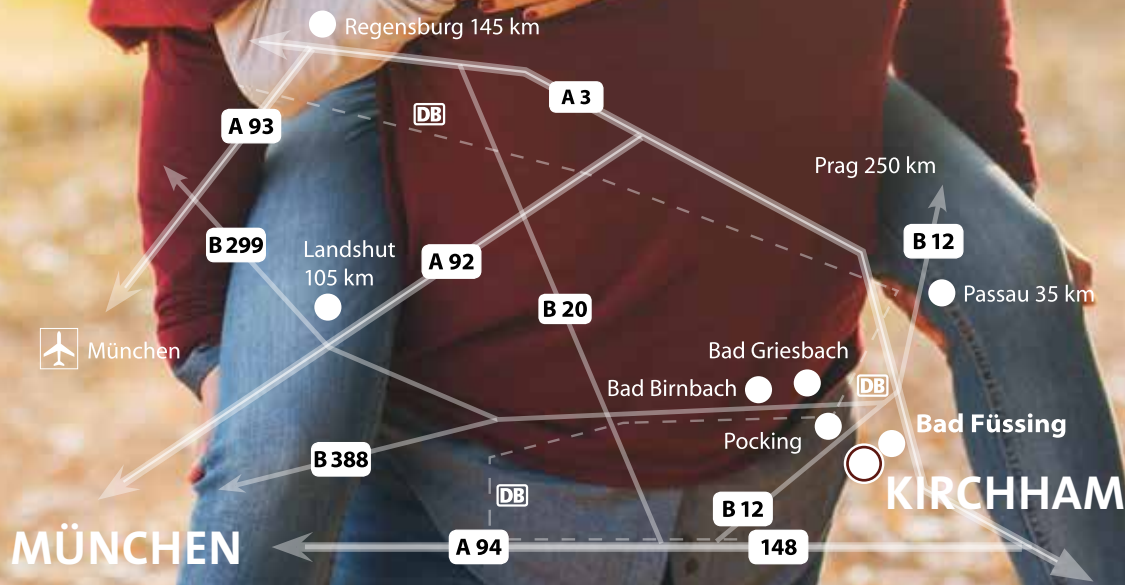 Regensburg 145 km
A 3
DB
A 93
Prag 250 km
B 299
B 12
Landshut
105 km
A 92
Passau 35 km
B 20
München
Bad Griesbach
Bad Birnbach
DB
Bad Füssing
Pocking
B 388
KIRCHHAM
DB
B 12
MÜNCHEN
A 94
148